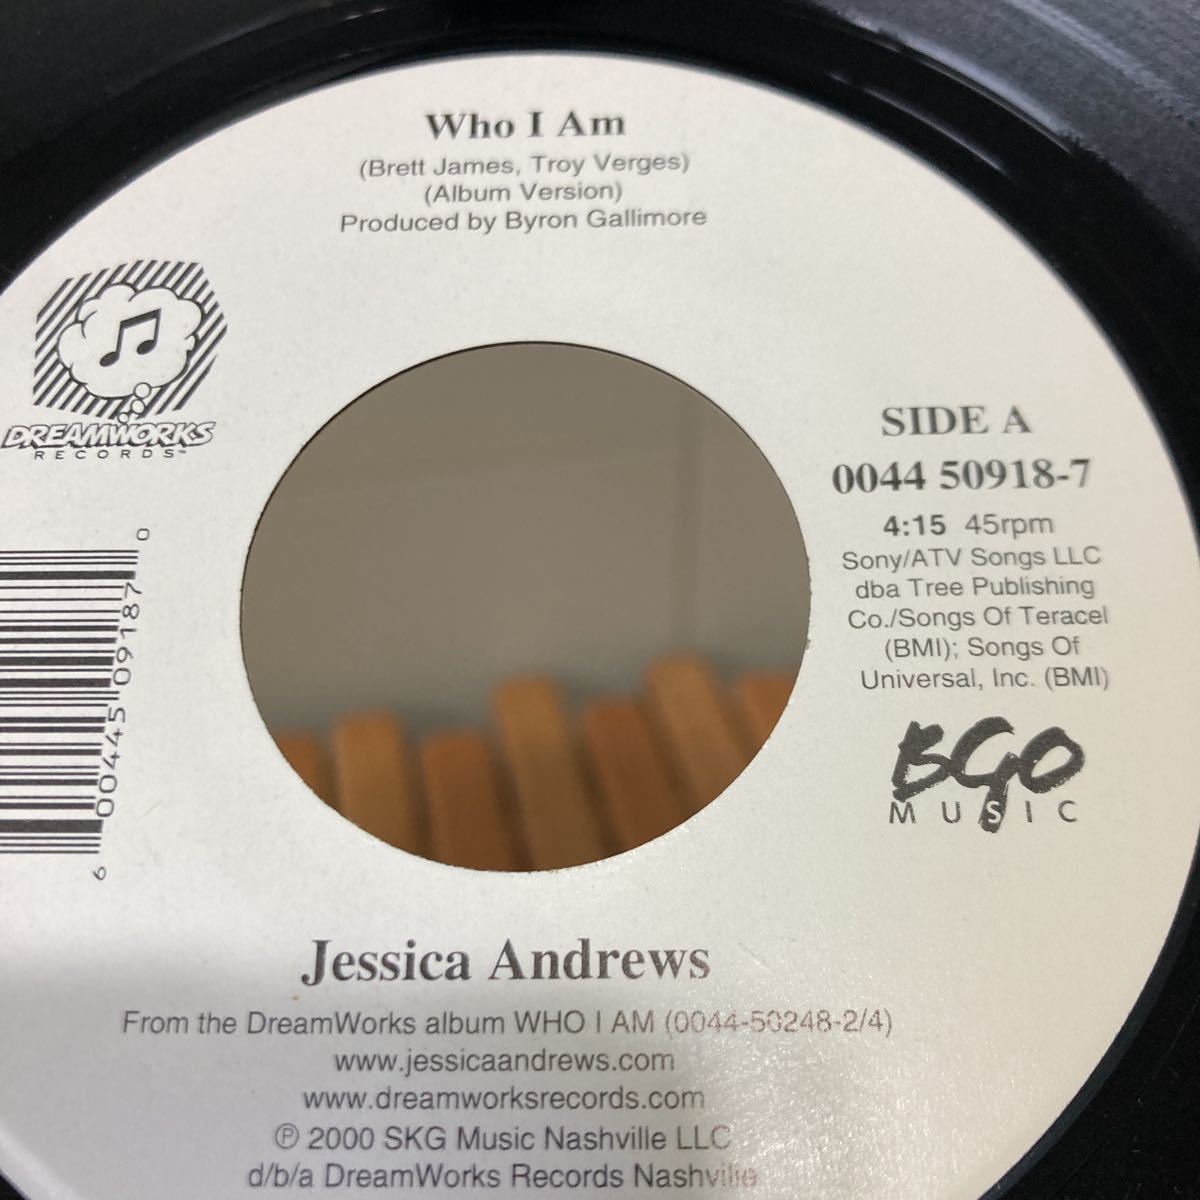 Who I Am
(Brett James, Troy Verges)
(Album Version)
Produced by Byron Gallimore
DREAMWORKS
RECORDS™
SIDE A
0044 50918-7
4:15 45rpm
Sony/ATV Songs LLC
dba Tree Publishing
Co./Songs Of Teracel
(BMI); Songs Of
Universal, Inc. (BMI)
BGO
MUSIC
6 00445 09187 0
Jessica Andrews
From the DreamWorks album WHO I AM (0044-50248-2/4)
www.jessicaandrews.com
www.dreamworksrecords.com
℗ 2000 SKG Music Nashville LLC
d/b/a DreamWorks Records Nashville